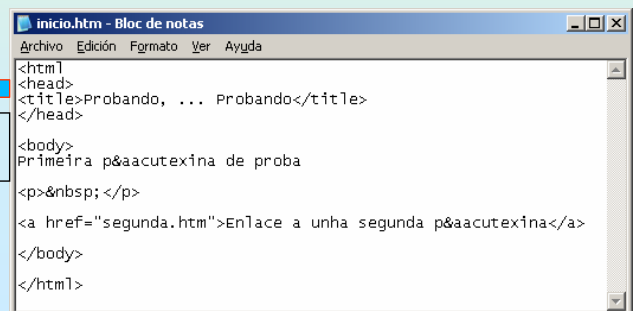 inicio.htm - Bloc de notas
Archivo Edición Formato Ver Ayuda
<html
<head>
<title>Probando, ... Probando</title>
</head>
<body>
Primeira p&aacutexina de proba
<p>&nbsp;</p>
<a href="segunda.htm">Enlace a unha segunda p&aacutexina</a>
</body>
</html>